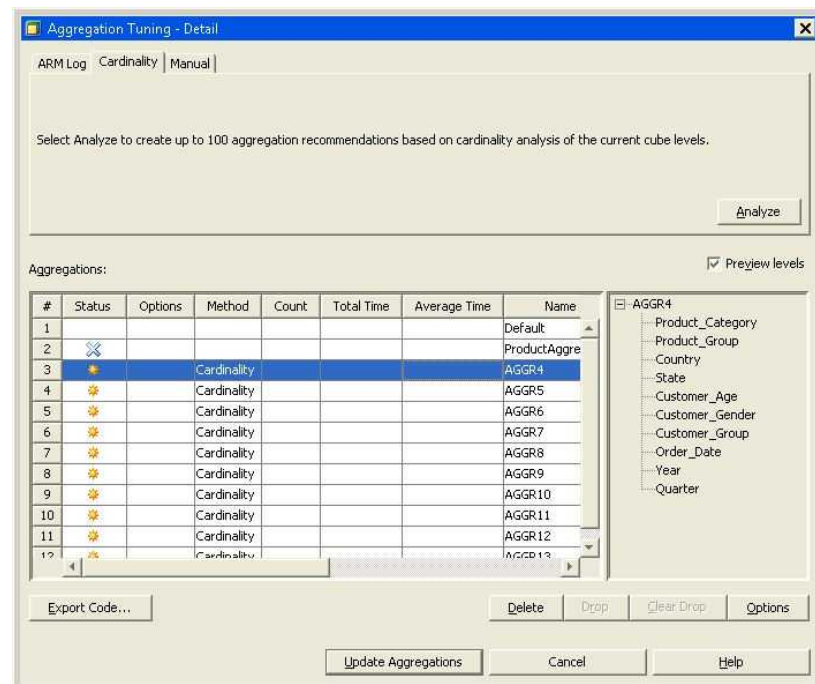 Aggregation Tuning - Detail
ARM Log Cardinality Manual
Select Analyze to create up to 100 aggregation recommendations based on cardinality analysis of the current cube levels.
Analyze
Aggregations:
Preview levels
# Status Options Method Count Total Time Average Time Name
1 Default
2 ProductAggre
3 Cardinality AGGR4
4 Cardinality AGGR5
5 Cardinality AGGR6
6 Cardinality AGGR7
7 Cardinality AGGR8
8 Cardinality AGGR9
9 Cardinality AGGR10
10 Cardinality AGGR11
11 Cardinality AGGR12
12 Cardinality AGGR13
AGGR4
Product_Category
Product_Group
Country
State
Customer_Age
Customer_Gender
Customer_Group
Order_Date
Year
Quarter
Export Code...
Delete Drop Clear Drop Options
Update Aggregations Cancel Help